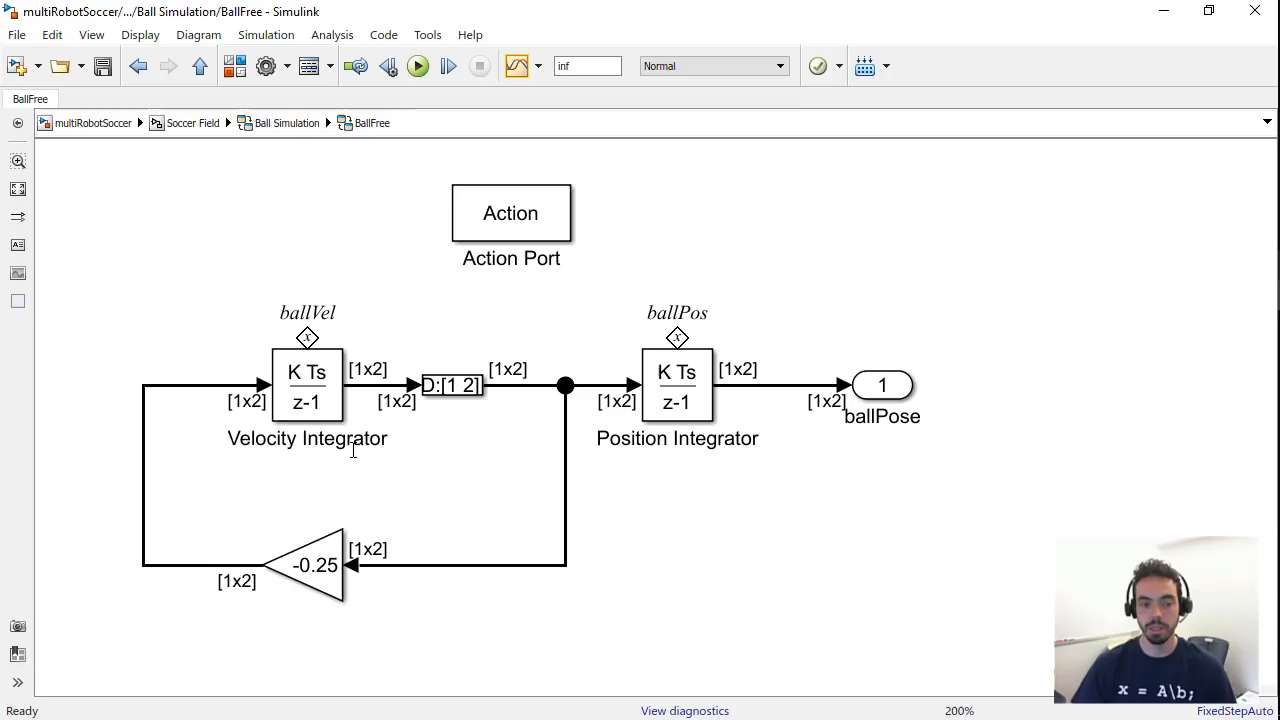 multiRobotSoccer/.../Ball Simulation/BallFree - Simulink
File Edit View Display Diagram Simulation Analysis Code Tools Help
inf
Normal
BallFree
multiRobotSoccer Soccer Field Ball Simulation BallFree
Action
Action Port
ballVel
x
ballPos
x
K Ts
z-1
[1x2]
[1x2]
[1x2]
D:[1 2]
[1x2]
[1x2]
K Ts
z-1
[1x2]
[1x2]
1
ballPose
Velocity Integrator
Position Integrator
-0.25
[1x2]
[1x2]
x = A\b;
Ready
View diagnostics
200%
FixedStepAuto